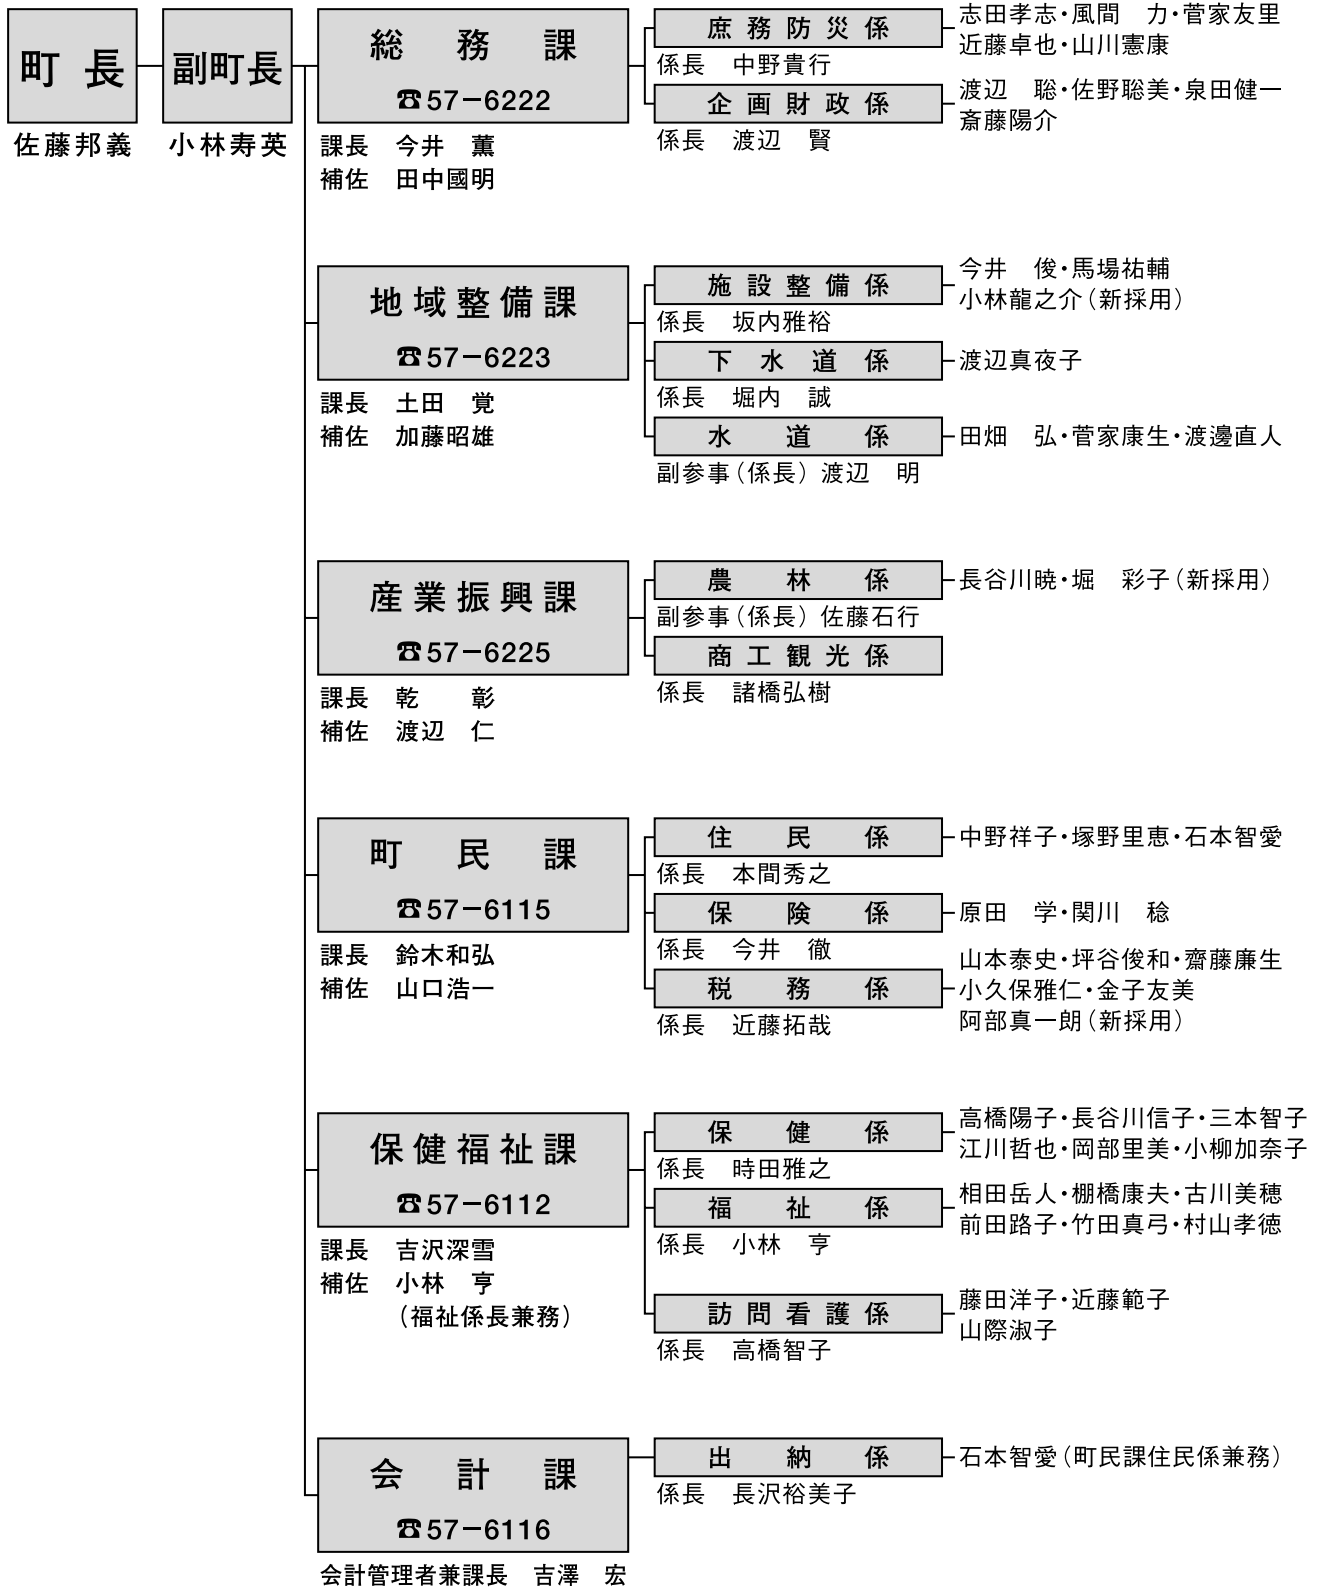 町長
佐藤邦義
副町長
小林寿英
総務課
☎57−6222
課長　今井　薫
補佐　田中國明
庶務防災係
係長　中野貴行
志田孝志・風間　力・菅家友里
近藤卓也・山川憲康
企画財政係
係長　渡辺　賢
渡辺　聡・佐野聡美・泉田健一
斎藤陽介
地域整備課
☎57−6223
課長　土田　覚
補佐　加藤昭雄
施設整備係
係長　坂内雅裕
今井　俊・馬場祐輔
小林龍之介（新採用）
下水道係
係長　堀内　誠
渡辺真夜子
水道係
副参事（係長）渡辺　明
田畑　弘・菅家康生・渡邊直人
産業振興課
☎57−6225
課長　乾　　彰
補佐　渡辺　仁
農林係
副参事（係長）佐藤石行
長谷川暁・堀　彩子（新採用）
商工観光係
係長　諸橋弘樹
町民課
☎57−6115
課長　鈴木和弘
補佐　山口浩一
住民係
係長　本間秀之
中野祥子・塚野里恵・石本智愛
保険係
係長　今井　徹
原田　学・関川　稔
税務係
係長　近藤拓哉
山本泰史・坪谷俊和・齋藤廉生
小久保雅仁・金子友美
阿部真一朗（新採用）
保健福祉課
☎57−6112
課長　吉沢深雪
補佐　小林　亨
（福祉係長兼務）
保健係
係長　時田雅之
高橋陽子・長谷川信子・三本智子
江川哲也・岡部里美・小柳加奈子
福祉係
係長　小林　亨
相田岳人・棚橋康夫・古川美穂
前田路子・竹田真弓・村山孝徳
訪問看護係
係長　高橋智子
藤田洋子・近藤範子
山際淑子
会計課
☎57−6116
会計管理者兼課長　吉澤　宏
出納係
係長　長沢裕美子
石本智愛（町民課住民係兼務）